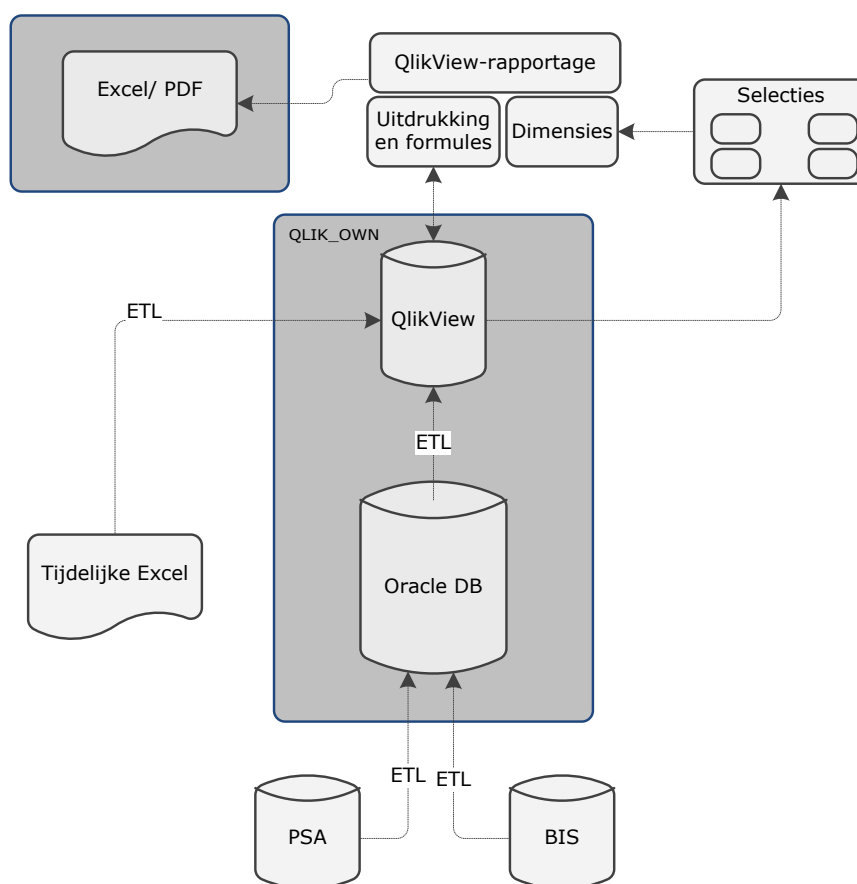 Excel/ PDF
QlikView-rapportage
Uitdrukking
en formules
Dimensies
Selecties
QLIK_OWN
ETL
QlikView
ETL
Tijdelijke Excel
Oracle DB
ETL
ETL
PSA
BIS